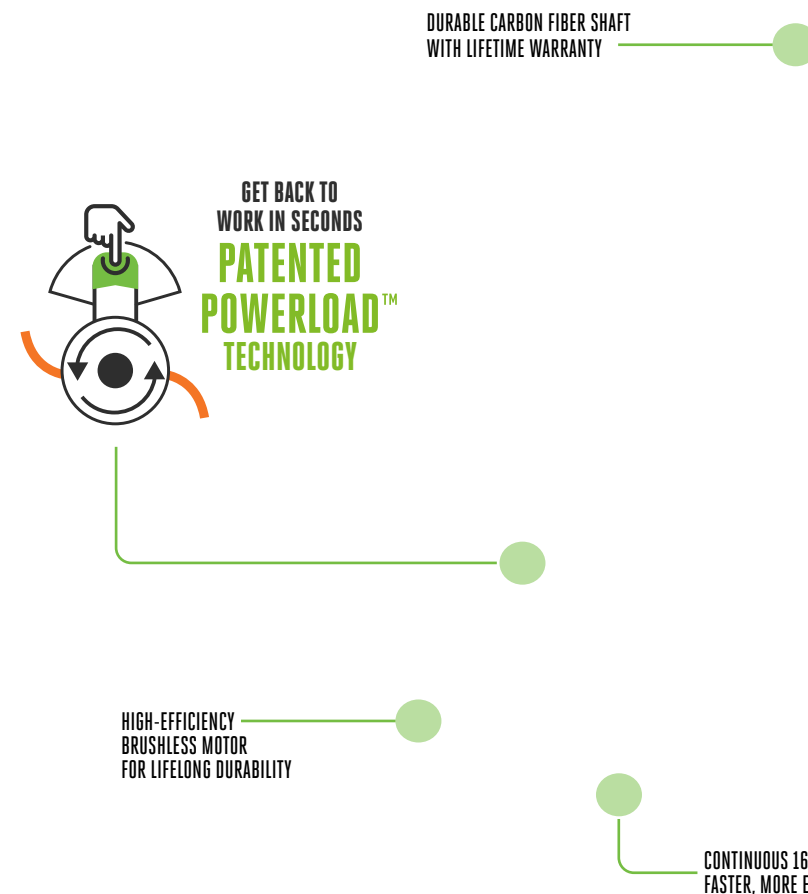 DURABLE CARBON FIBER SHAFT
WITH LIFETIME WARRANTY
GET BACK TO
WORK IN SECONDS
PATENTED
POWERLOAD™
TECHNOLOGY
HIGH-EFFICIENCY
BRUSHLESS MOTOR
FOR LIFELONG DURABILITY
CONTINUOUS 16
FASTER, MORE